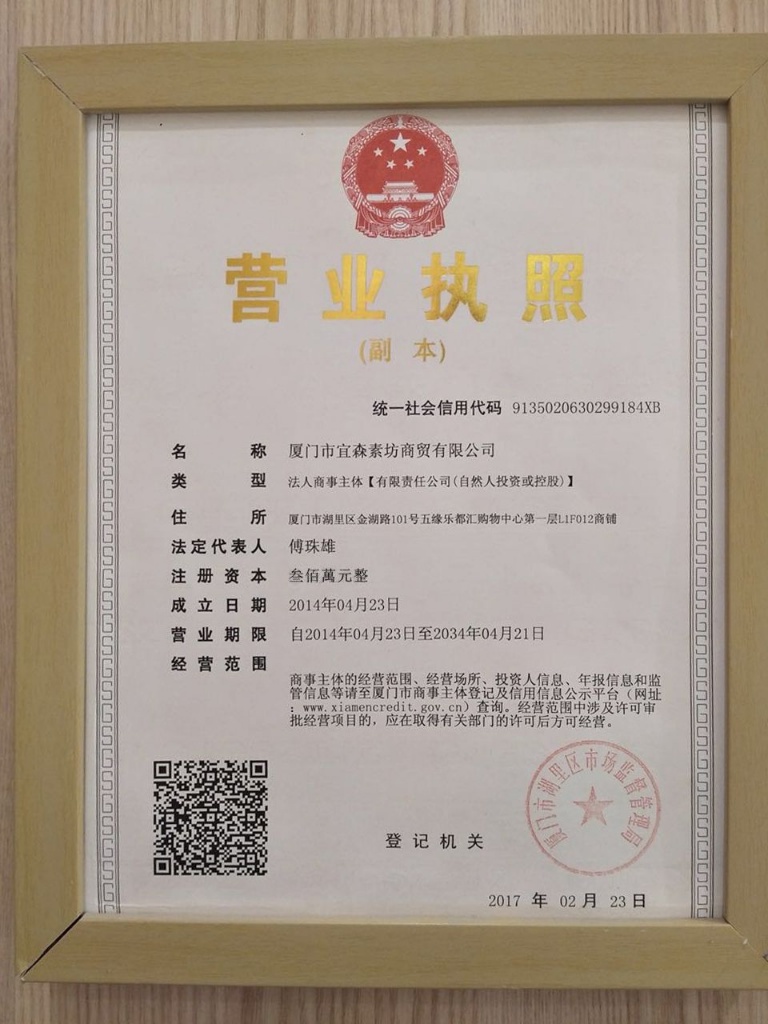 营业执照
(副 本)
统一社会信用代码 9135020630299184XB
名 称 厦门市宜森素坊商贸有限公司
类 型 法人商事主体【有限责任公司(自然人投资或控股)】
住 所 厦门市湖里区金湖路101号五缘乐都汇购物中心第一层L1F012商铺
法定代表人 傅珠雄
注册资本 叁佰萬元整
成立日期 2014年04月23日
营业期限 自2014年04月23日至2034年04月21日
经营范围
商事主体的经营范围、经营场所、投资人信息、年报信息和监
管信息等请至厦门市商事主体登记及信用信息公示平台（网址
：www.xiamencredit.gov.cn）查询。经营范围中涉及许可审
批经营项目的，应在取得有关部门的许可后方可经营。
厦门市湖里区市场监督管理局
登记机关
2017 年 02 月 23 日